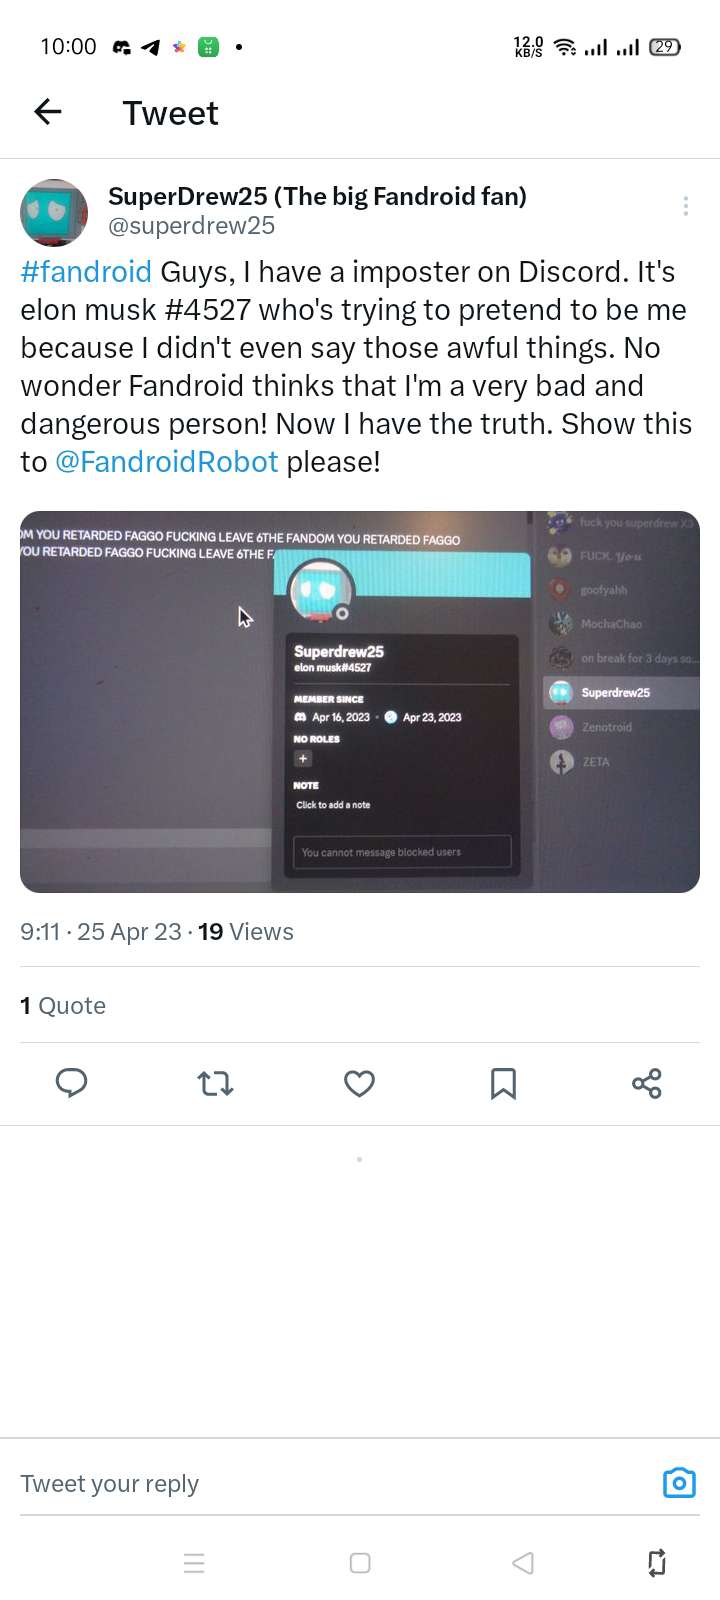 10:00
12.0
KB/S
29
Tweet
SuperDrew25 (The big Fandroid fan)
@superdrew25
#fandroid Guys, I have a imposter on Discord. It's
elon musk #4527 who's trying to pretend to be me
because I didn't even say those awful things. No
wonder Fandroid thinks that I'm a very bad and
dangerous person! Now I have the truth. Show this
to @FandroidRobot please!
OM YOU RETARDED FAGGO FUCKING LEAVE 6THE FANDOM YOU RETARDED FAGGO
YOU RETARDED FAGGO FUCKING LEAVE 6THE F
Superdrew25
elon musk#4527
MEMBER SINCE
Apr 16, 2023 • Apr 23, 2023
NO ROLES
+
NOTE
Click to add a note
You cannot message blocked users
fuck you superdrew X3
FUCK You
goofyahh
MochaChao
on break for 3 days so...
Superdrew25
Zenotroid
ZETA
9:11 · 25 Apr 23 · 19 Views
1 Quote
Tweet your reply